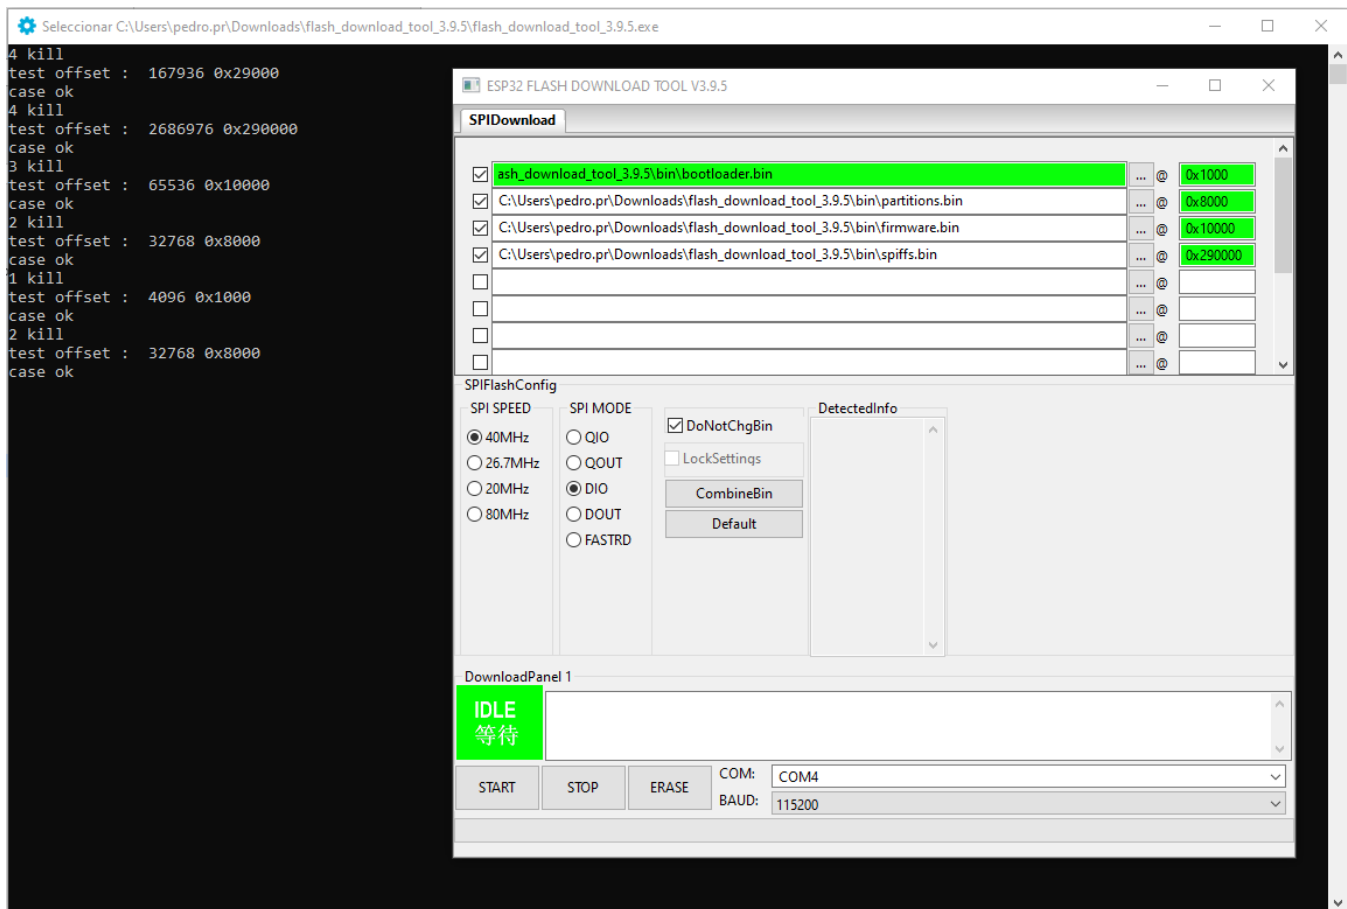 Seleccionar C:\Users\pedro.pr\Downloads\flash_download_tool_3.9.5\flash_download_tool_3.9.5.exe
4 kill
test offset :  167936 0x29000
case ok
4 kill
test offset :  2686976 0x290000
case ok
3 kill
test offset :  65536 0x10000
case ok
2 kill
test offset :  32768 0x8000
case ok
1 kill
test offset :  4096 0x1000
case ok
2 kill
test offset :  32768 0x8000
case ok
ESP32 FLASH DOWNLOAD TOOL V3.9.5
SPIDownload
ash_download_tool_3.9.5\bin\bootloader.bin ... @ 0x1000
C:\Users\pedro.pr\Downloads\flash_download_tool_3.9.5\bin\partitions.bin ... @ 0x8000
C:\Users\pedro.pr\Downloads\flash_download_tool_3.9.5\bin\firmware.bin ... @ 0x10000
C:\Users\pedro.pr\Downloads\flash_download_tool_3.9.5\bin\spiffs.bin ... @ 0x290000
... @
... @
... @
... @
SPIFlashConfig
SPI SPEED
40MHz
26.7MHz
20MHz
80MHz
SPI MODE
QIO
QOUT
DIO
DOUT
FASTRD
DoNotChgBin
LockSettings
CombineBin
Default
DetectedInfo
DownloadPanel 1
IDLE
等待
START STOP ERASE
COM: COM4
BAUD: 115200